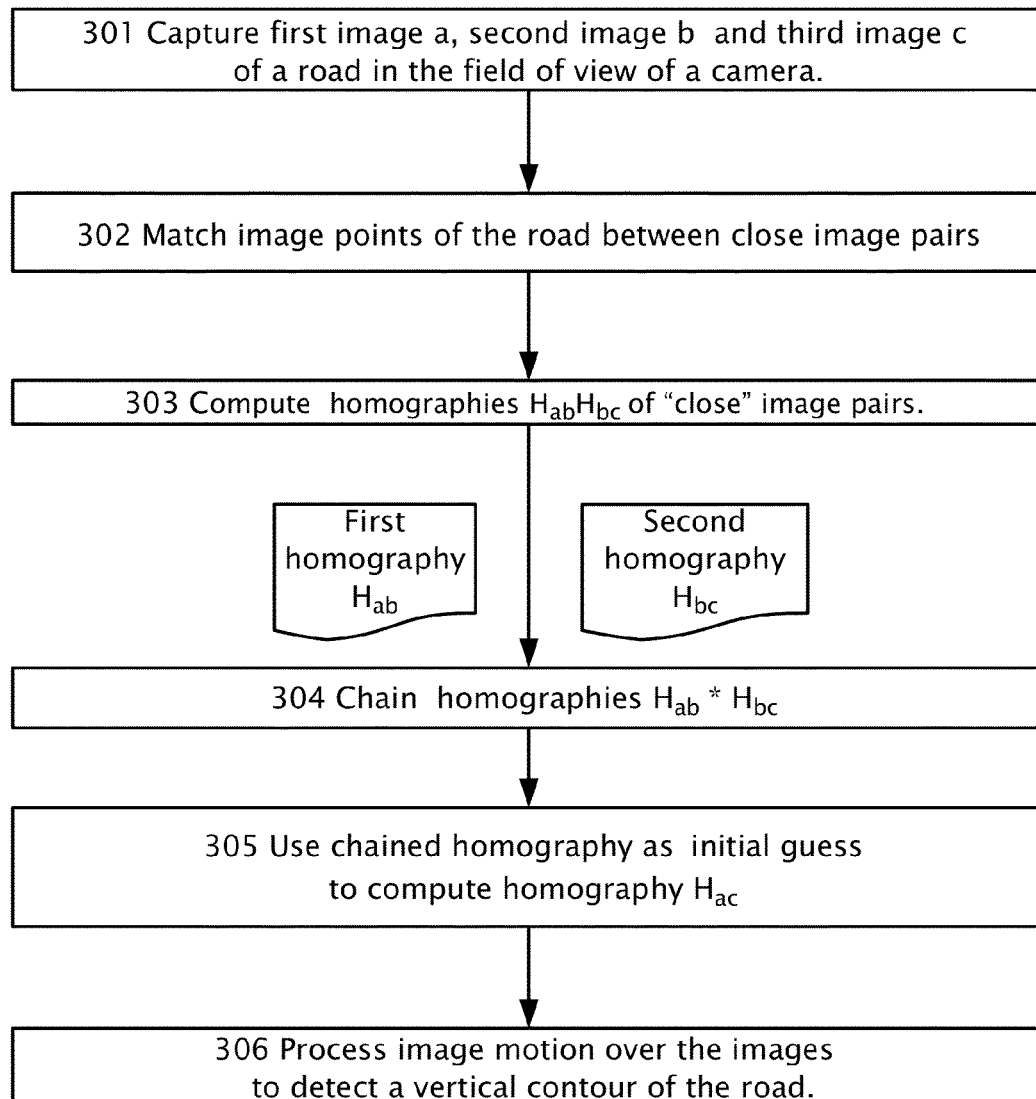 301 Capture first image a, second image b and third image c
of a road in the field of view of a camera.
302 Match image points of the road between close image pairs
303 Compute homographies HabHbc of “close” image pairs.
First
homography
Hab
Second
homography
Hbc
304 Chain homographies Hab * Hbc
305 Use chained homography as initial guess
to compute homography Hac
306 Process image motion over the images
to detect a vertical contour of the road.